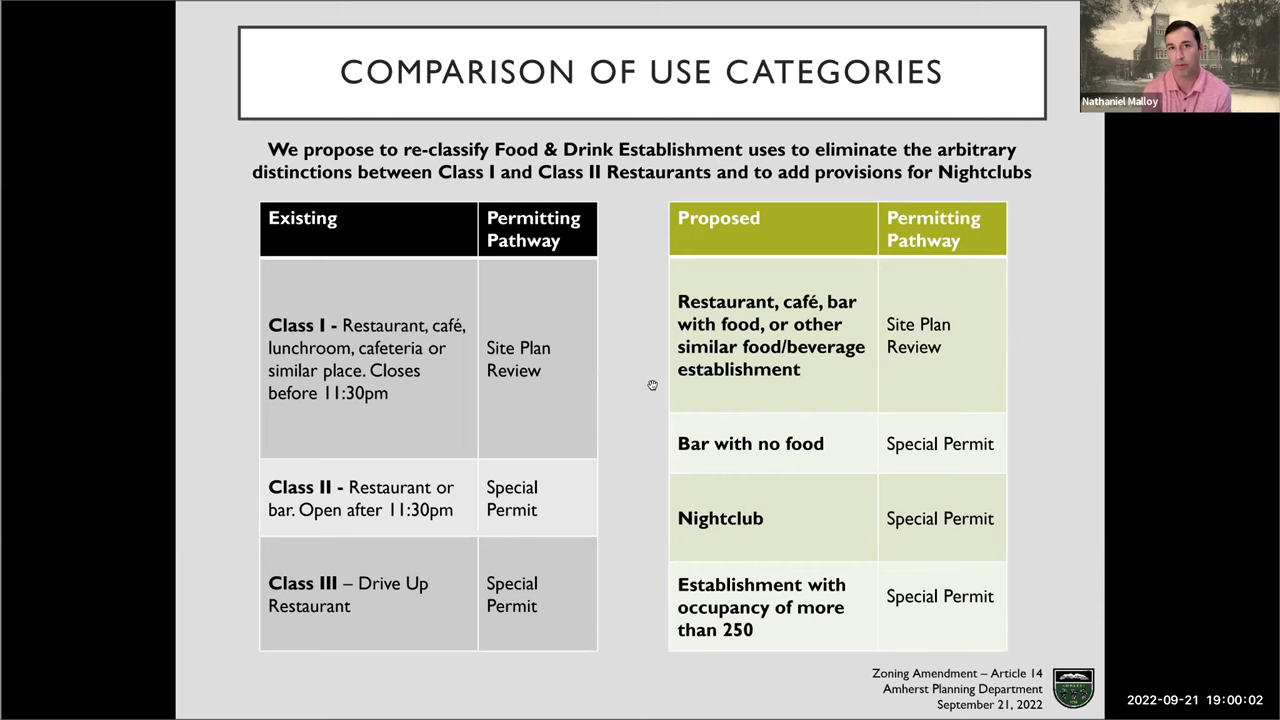 COMPARISON OF USE CATEGORIES
Nathaniel Malloy
We propose to re-classify Food & Drink Establishment uses to eliminate the arbitrary
distinctions between Class I and Class II Restaurants and to add provisions for Nightclubs
Existing
Permitting
Pathway
Class I - Restaurant, café,
lunchroom, cafeteria or
similar place. Closes
before 11:30pm
Site Plan
Review
Class II - Restaurant or
bar. Open after 11:30pm
Special
Permit
Class III – Drive Up
Restaurant
Special
Permit
Proposed
Permitting
Pathway
Restaurant, café, bar
with food, or other
similar food/beverage
establishment
Site Plan
Review
Bar with no food
Special Permit
Nightclub
Special Permit
Establishment with
occupancy of more
than 250
Special Permit
Zoning Amendment – Article 14
Amherst Planning Department
September 21, 2022
2022-09-21 19:00:02